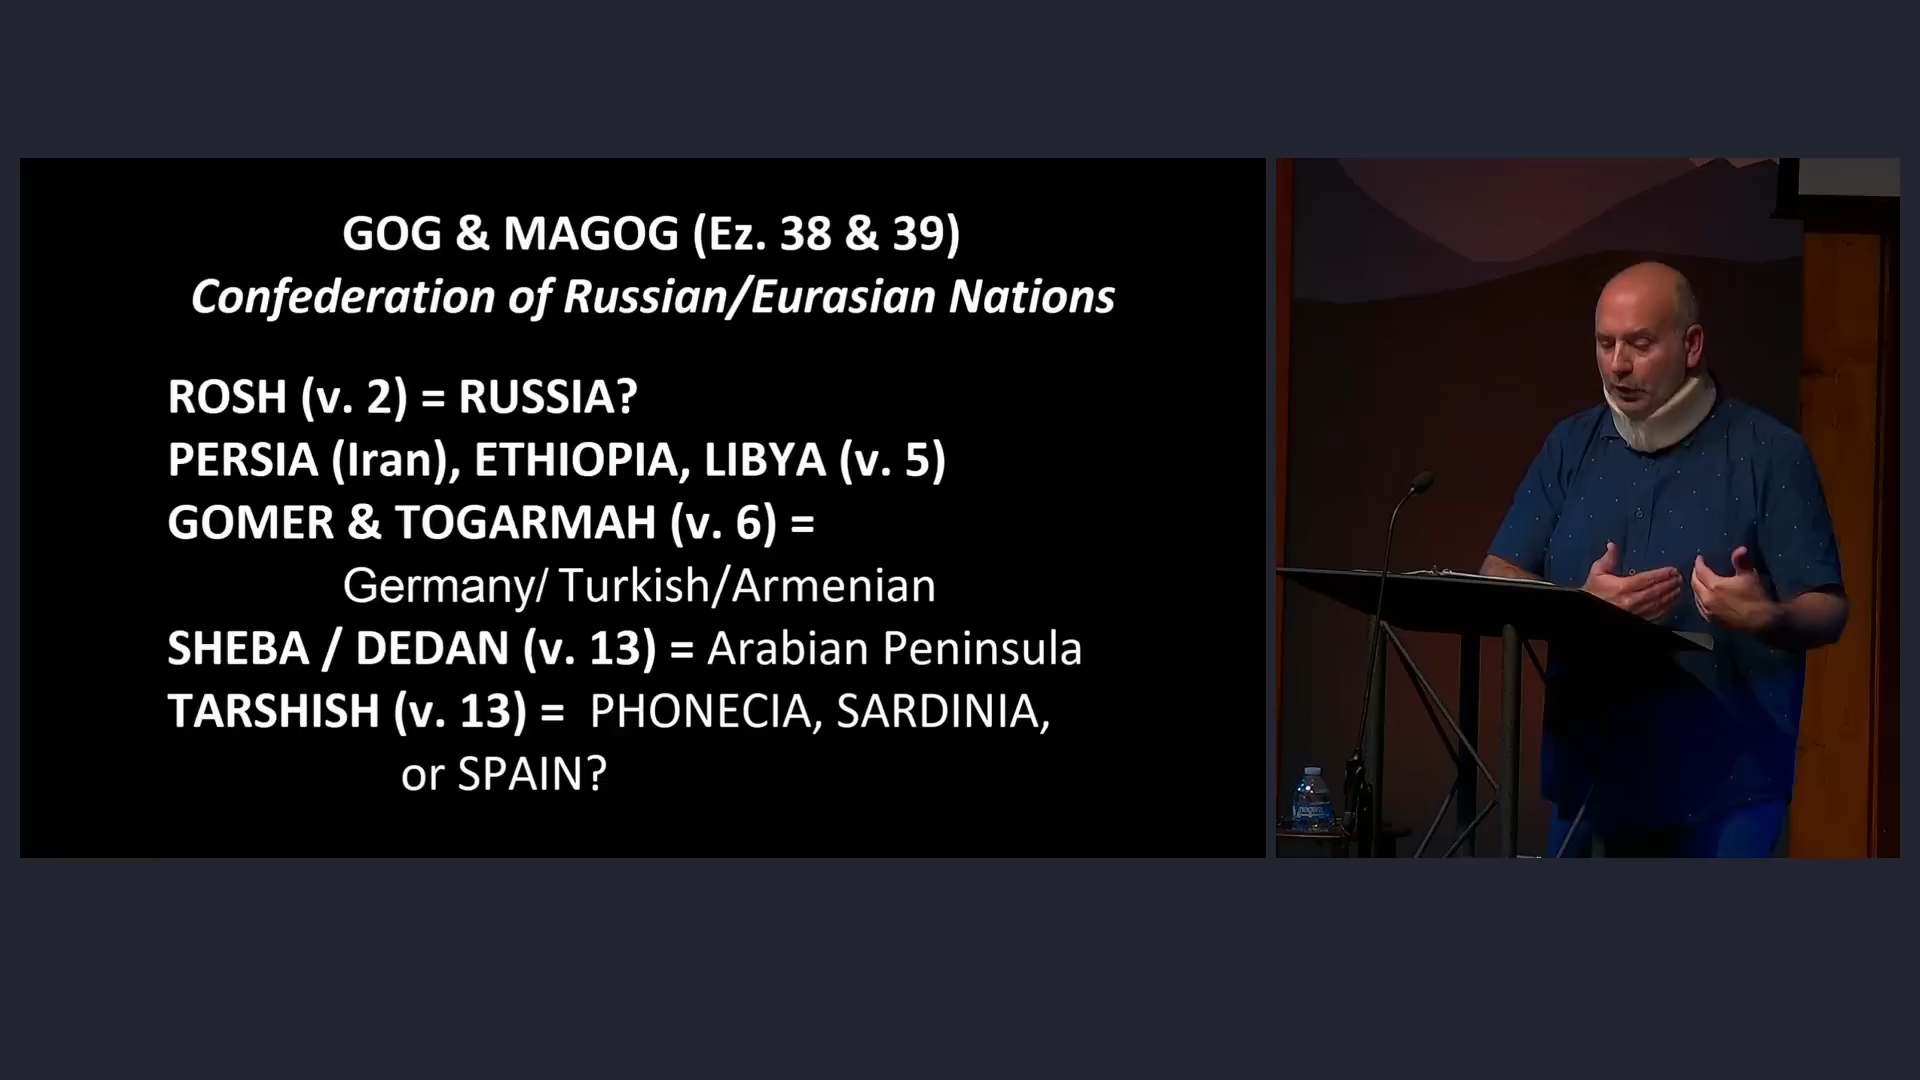 GOG & MAGOG (Ez. 38 & 39)
Confederation of Russian/Eurasian Nations
ROSH (v. 2) = RUSSIA?
PERSIA (Iran), ETHIOPIA, LIBYA (v. 5)
GOMER & TOGARMAH (v. 6) =
Germany/ Turkish/Armenian
SHEBA / DEDAN (v. 13) = Arabian Peninsula
TARSHISH (v. 13) = PHONECIA, SARDINIA,
or SPAIN?